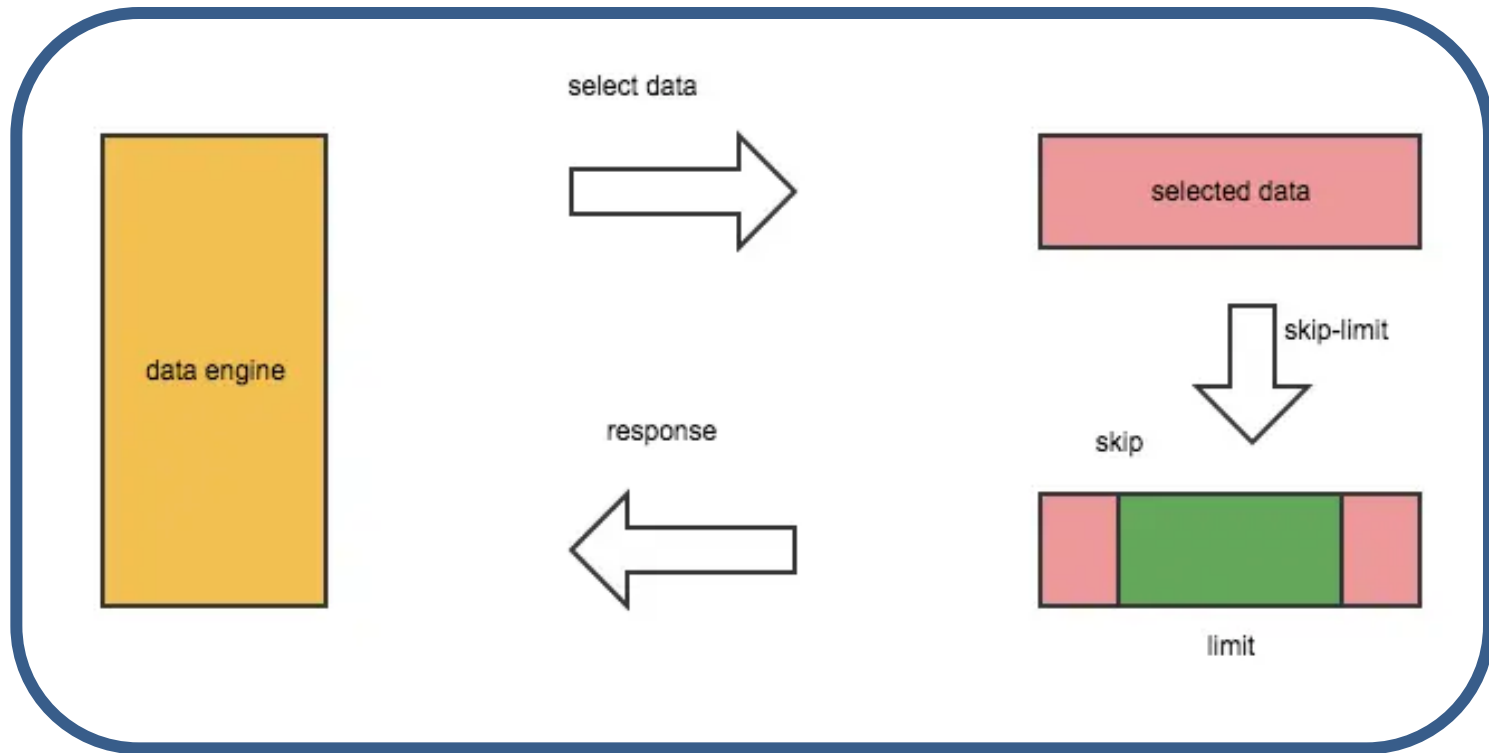 select data
selected data
skip-limit
data engine
response
skip
limit